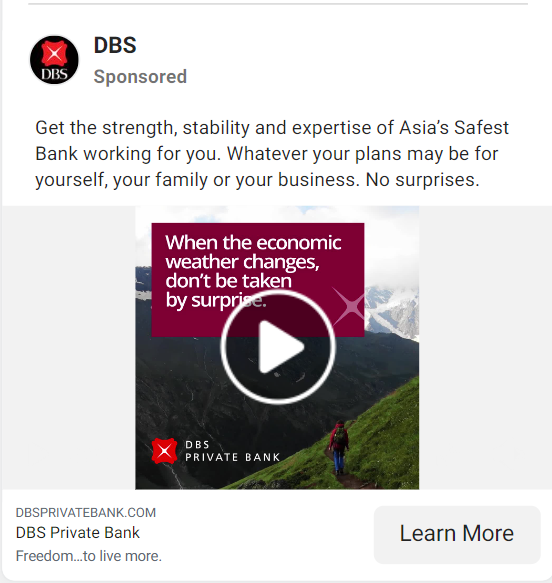 DBS
DBS
Sponsored
Get the strength, stability and expertise of Asia’s Safest
Bank working for you. Whatever your plans may be for
yourself, your family or your business. No surprises.
When the economic
weather changes,
don’t be taken
by surprise.
DBS
PRIVATE BANK
DBSPRIVATEBANK.COM
DBS Private Bank
Freedom...to live more.
Learn More